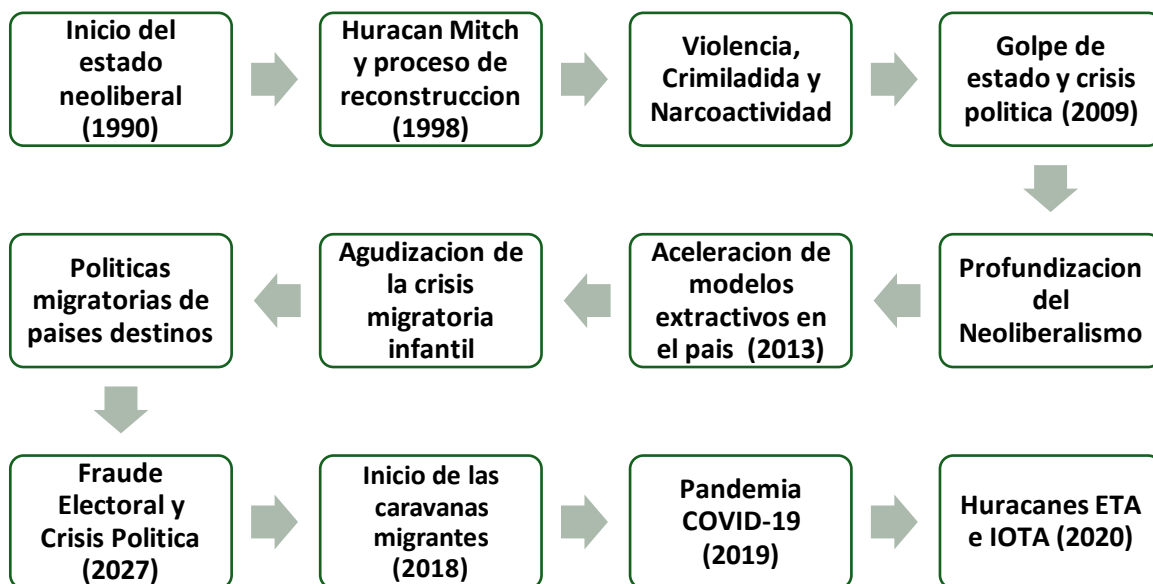 Inicio del
estado
neoliberal
(1990)
Huracan Mitch
y proceso de
reconstruccion
(1998)
Violencia,
Crimiladida y
Narcoactividad
Golpe de
estado y crisis
politica (2009)
Profundizacion
del
Neoliberalismo
Aceleracion de
modelos
extractivos en
el pais (2013)
Agudizacion de
la crisis
migratoria
infantil
Politicas
migratorias de
paises destinos
Fraude
Electoral y
Crisis Politica
(2027)
Inicio de las
caravanas
migrantes
(2018)
Pandemia
COVID-19
(2019)
Huracanes ETA
e IOTA (2020)